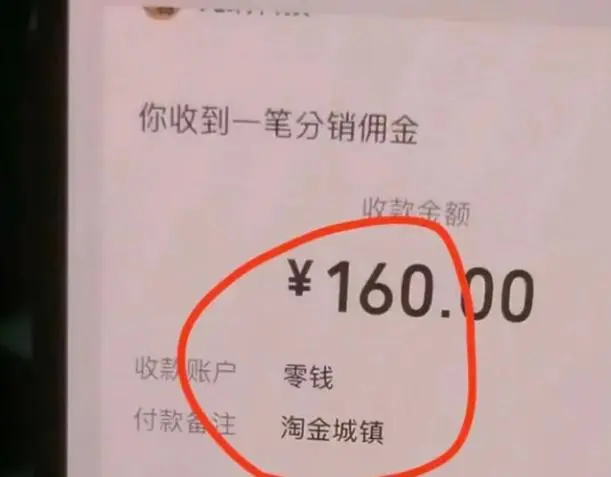 你收到一笔分销佣金
收款金额
¥160.00
收款账户 零钱
付款备注 淘金城镇